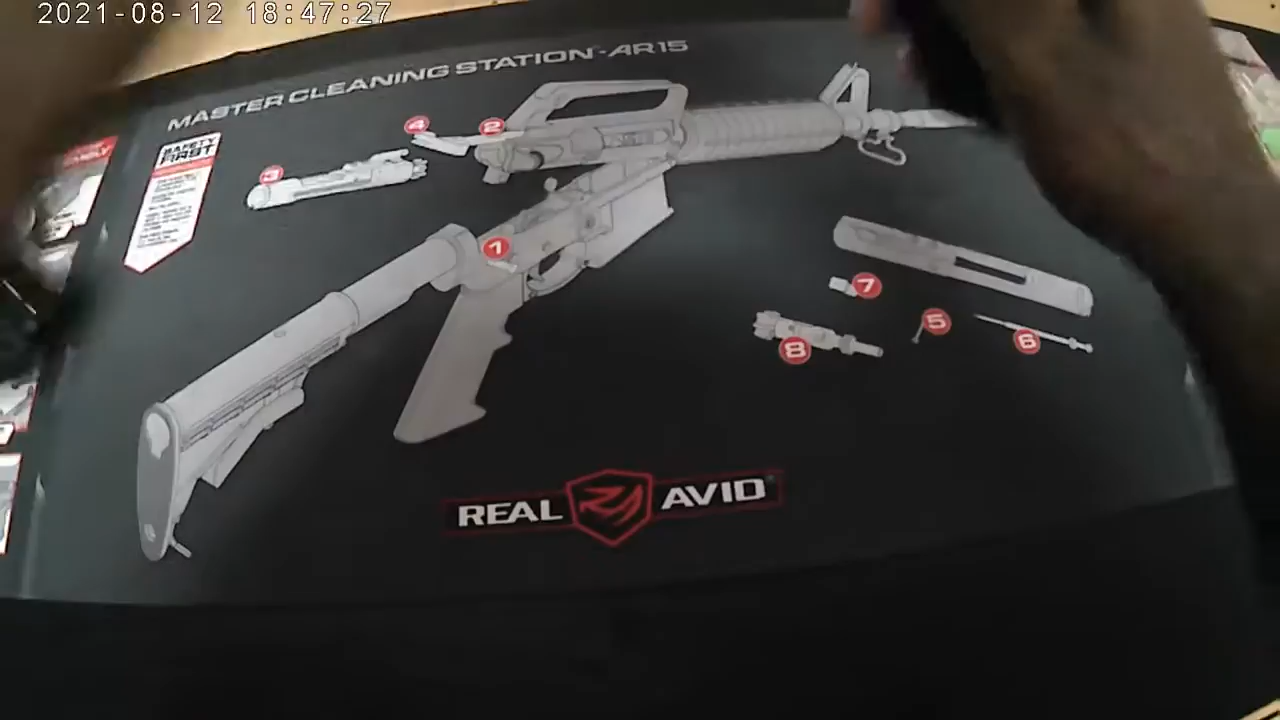 2021-08-12 18:47:27
MASTER CLEANING STATION-AR15
SAFETY
FIRST
4
2
3
1
7
5
6
8
REAL AVID